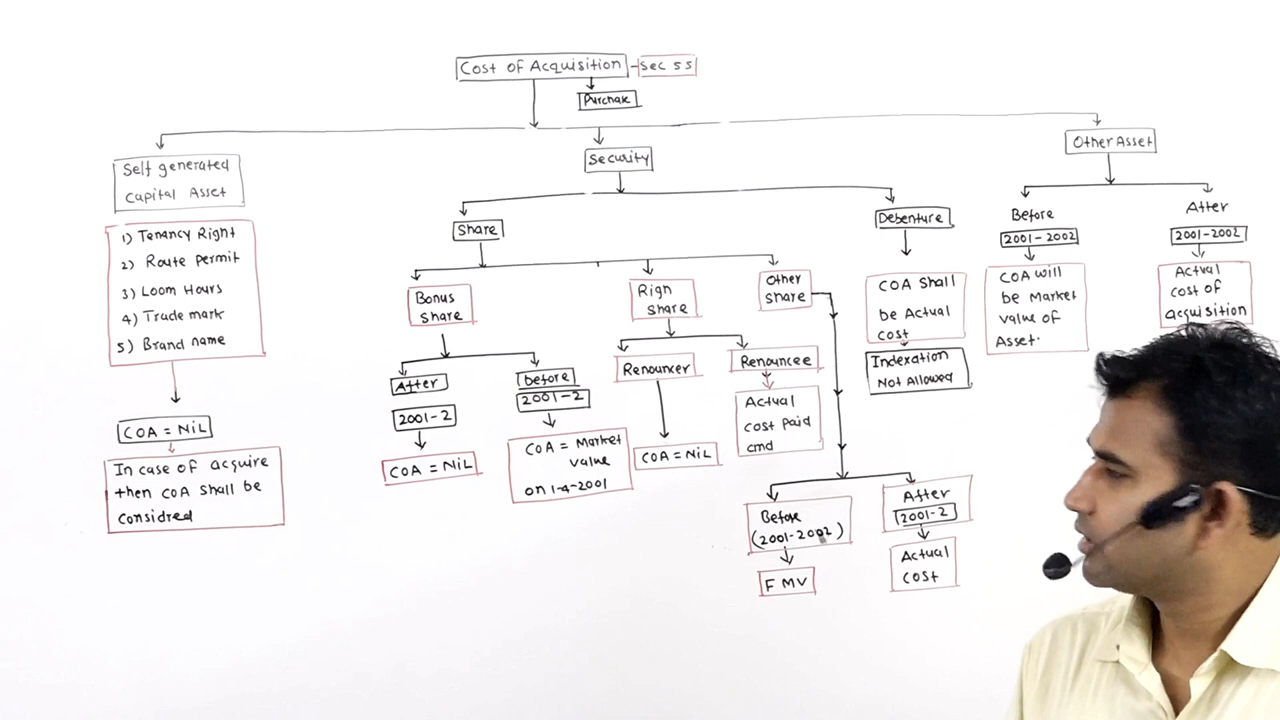 Cost of Acquisition - Sec 55
Purchase
Self generated
Capital Asset
1) Tenancy Right
2) Route permit
3) Loom Hours
4) Trade mark
5) Brand name
COA = NiL
In case of acquire
then COA shall be
considred
Security
Share
Bonus
share
After
2001-2
COA = NiL
before
2001-2
COA = Market
value
on 1-4-2001
Righ
share
Renouncer
COA = NiL
Renouncee
Actual
cost paid
cmd
Other
share
Before
(2001-2002)
FMV
After
2001-2
Actual
cost
Debenture
COA Shall
be Actual
cost
Indexation
Not Allowed
Other Asset
Before
2001-2002
COA will
be Market
value of
Asset.
After
2001-2002
Actual
cost of
acquisition